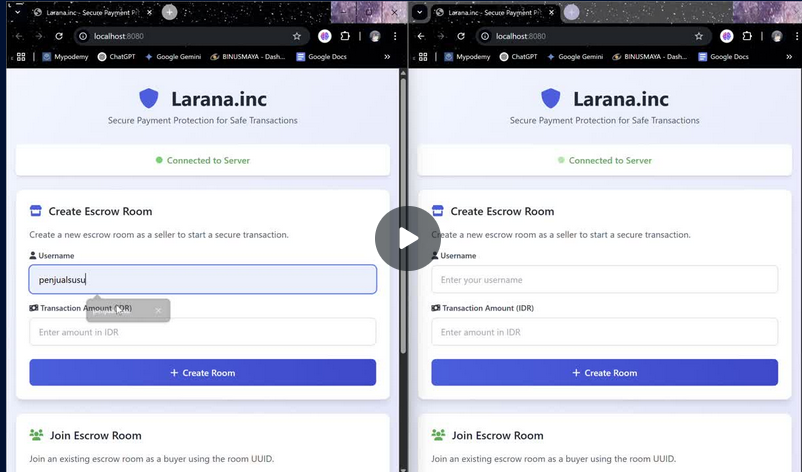 Larana.inc - Secure Payment P
localhost:8080
Mypodemy ChatGPT Google Gemini BINUSMAYA - Dash... Google Docs »
Larana.inc
Secure Payment Protection for Safe Transactions
Connected to Server
Create Escrow Room
Create a new escrow room as a seller to start a secure transaction.
Username
penjualsusu
Transaction Amount (IDR)
Enter amount in IDR
+ Create Room
Join Escrow Room
Join an existing escrow room as a buyer using the room UUID.
Larana.inc - Secure Payment P
localhost:8080
Mypodemy ChatGPT Google Gemini BINUSMAYA - Dash... Google Docs »
Larana.inc
Secure Payment Protection for Safe Transactions
Connected to Server
Create Escrow Room
Create a new escrow room as a seller to start a secure transaction.
Username
Enter your username
Transaction Amount (IDR)
Enter amount in IDR
+ Create Room
Join Escrow Room
Join an existing escrow room as a buyer using the room UUID.